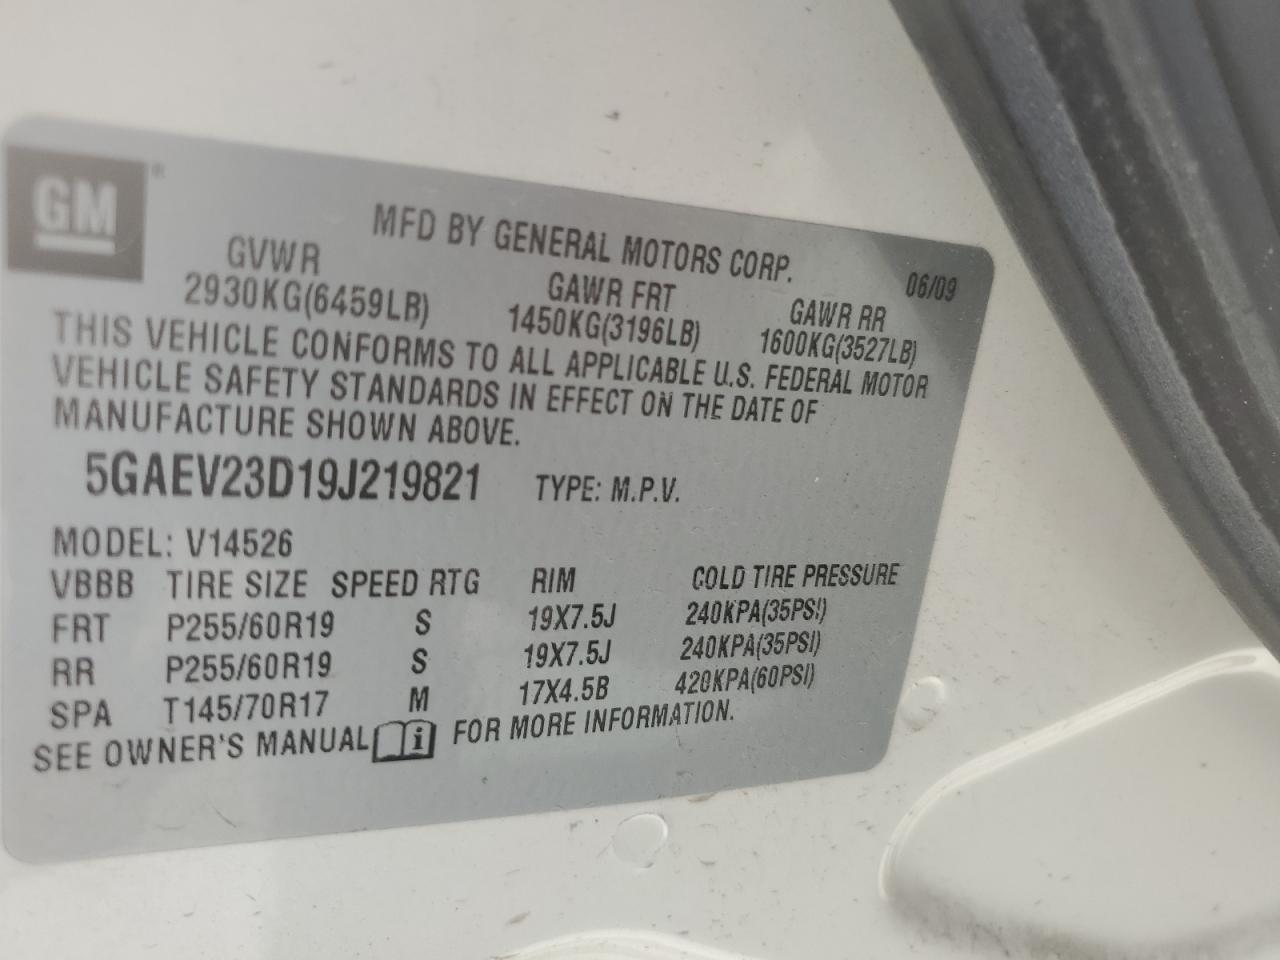 GM
MFD BY GENERAL MOTORS CORP.
06/09
GVWR GAWR FRT GAWR RR
2930KG(6459LB) 1450KG(3196LB) 1600KG(3527LB)
THIS VEHICLE CONFORMS TO ALL APPLICABLE U.S. FEDERAL MOTOR
VEHICLE SAFETY STANDARDS IN EFFECT ON THE DATE OF
MANUFACTURE SHOWN ABOVE.
5GAEV23D19J219821 TYPE: M.P.V.
MODEL: V14526
VBBB TIRE SIZE SPEED RTG RIM COLD TIRE PRESSURE
FRT P255/60R19 S 19X7.5J 240KPA(35PSI)
RR P255/60R19 S 19X7.5J 240KPA(35PSI)
SPA T145/70R17 M 17X4.5B 420KPA(60PSI)
SEE OWNER'S MANUAL i FOR MORE INFORMATION.